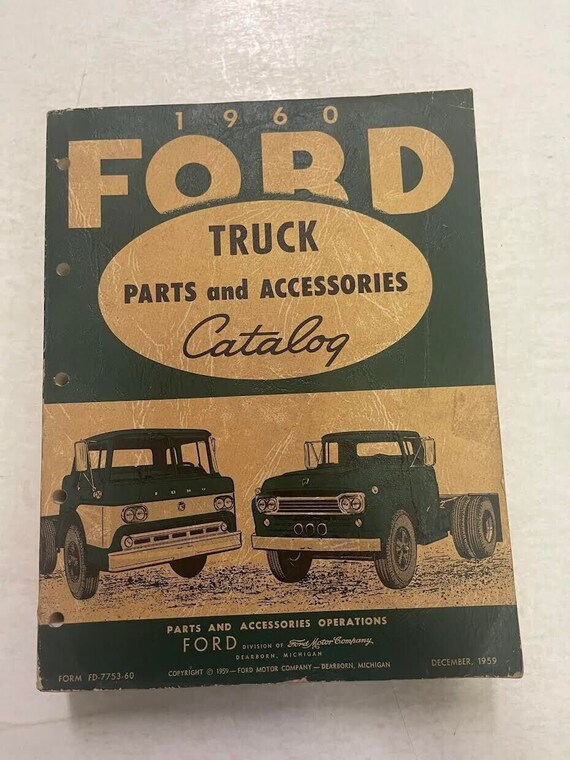 1960
FORD
TRUCK
PARTS and ACCESSORIES
Catalog
FORD
PARTS AND ACCESSORIES OPERATIONS
FORD DIVISION OF Ford Motor Company,
DEARBORN, MICHIGAN
FORM FD-7753-60
COPYRIGHT © 1959 — FORD MOTOR COMPANY — DEARBORN, MICHIGAN
DECEMBER, 1959